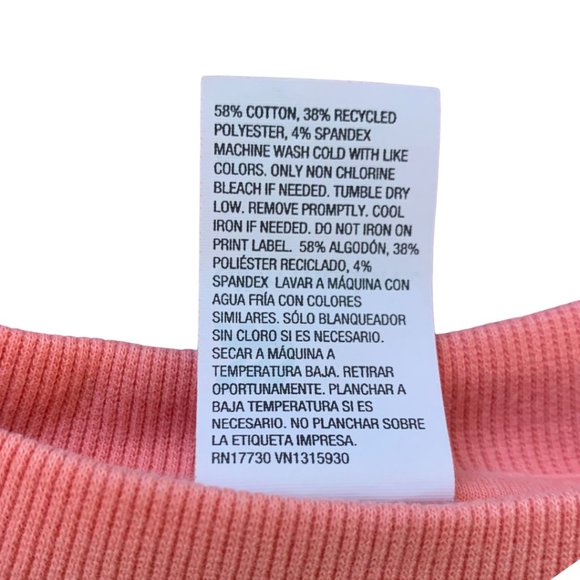 58% COTTON, 38% RECYCLED
POLYESTER, 4% SPANDEX
MACHINE WASH COLD WITH LIKE
COLORS. ONLY NON CHLORINE
BLEACH IF NEEDED. TUMBLE DRY
LOW. REMOVE PROMPTLY. COOL
IRON IF NEEDED. DO NOT IRON ON
PRINT LABEL. 58% ALGODÓN, 38%
POLIÉSTER RECICLADO, 4%
SPANDEX LAVAR A MÁQUINA CON
AGUA FRÍA CON COLORES
SIMILARES. SÓLO BLANQUEADOR
SIN CLORO SI ES NECESARIO.
SECAR A MÁQUINA A
TEMPERATURA BAJA. RETIRAR
OPORTUNAMENTE. PLANCHAR A
BAJA TEMPERATURA SI ES
NECESARIO. NO PLANCHAR SOBRE
LA ETIQUETA IMPRESA.
RN17730 VN1315930